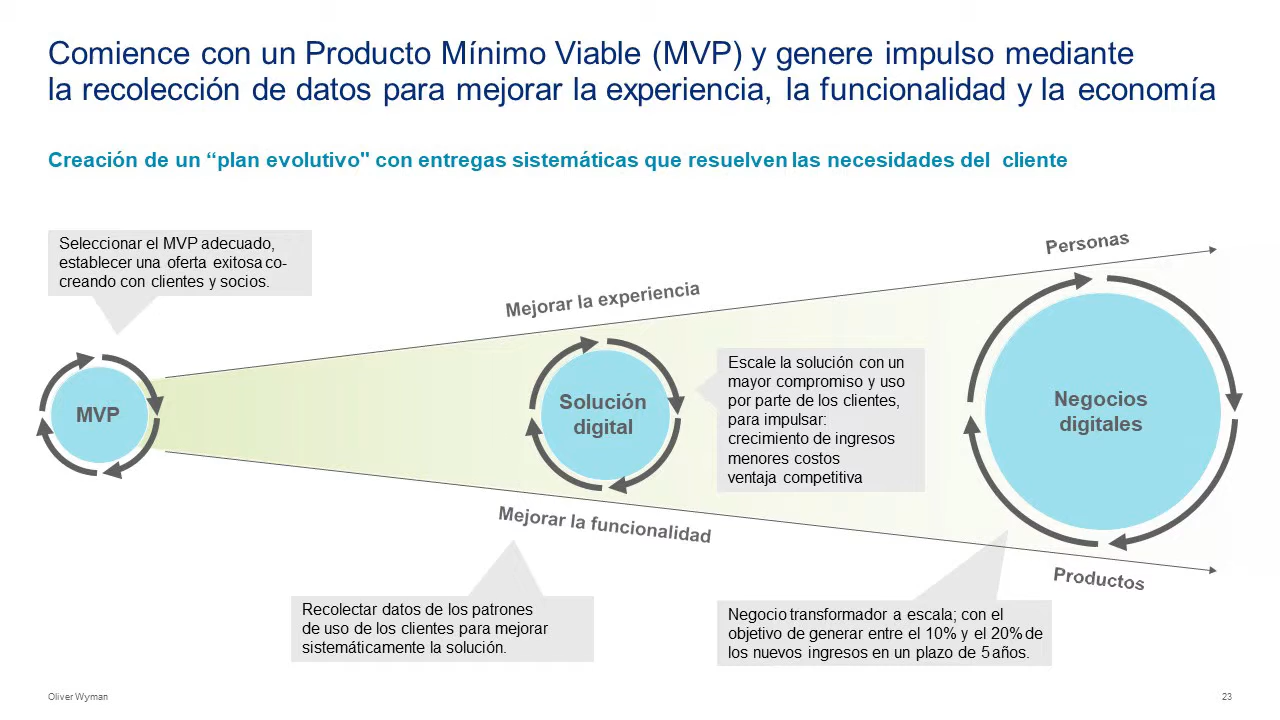 Comience con un Producto Mínimo Viable (MVP) y genere impulso mediante
la recolección de datos para mejorar la experiencia, la funcionalidad y la economía
Creación de un “plan evolutivo" con entregas sistemáticas que resuelven las necesidades del cliente
Seleccionar el MVP adecuado,
establecer una oferta exitosa co-
creando con clientes y socios.
Personas
Mejorar la experiencia
MVP
Solución
digital
Escale la solución con un
mayor compromiso y uso
por parte de los clientes,
para impulsar:
crecimiento de ingresos
menores costos
ventaja competitiva
Negocios
digitales
Mejorar la funcionalidad
Productos
Recolectar datos de los patrones
de uso de los clientes para mejorar
sistemáticamente la solución.
Negocio transformador a escala; con el
objetivo de generar entre el 10% y el 20% de
los nuevos ingresos en un plazo de 5 años.
Oliver Wyman
23